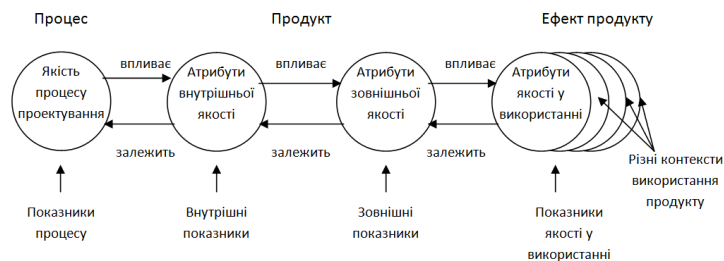 Процес
Продукт
Ефект продукту
Якість
процесу
проектування
впливає
Атрибути
внутрішньої
якості
впливає
Атрибути
зовнішньої
якості
впливає
Атрибути
якості у
використанні
залежить
залежить
залежить
Різні контексти
використання
продукту
Показники
процесу
Внутрішні
показники
Зовнішні
показники
Показники
якості у
використанні